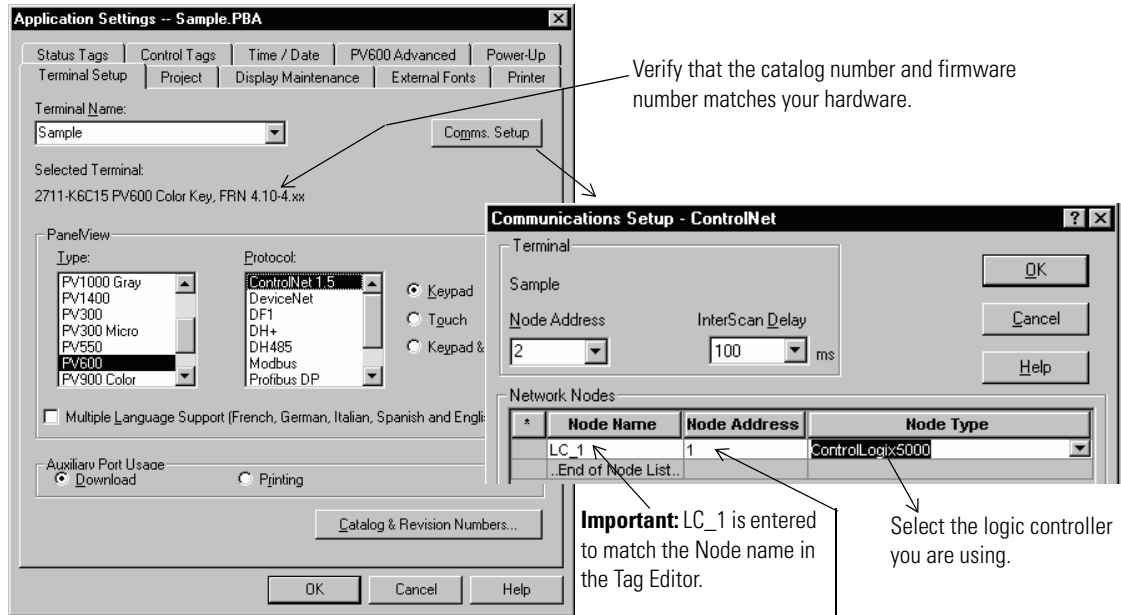 Application Settings -- Sample.PBA
Status Tags
Control Tags
Time / Date
PV600 Advanced
Power-Up
Terminal Setup
Project
Display Maintenance
External Fonts
Printer
Terminal Name:
Sample
Comms. Setup
Selected Terminal:
2711-K6C15 PV600 Color Key, FRN 4.10-4.xx
PanelView
Type:
PV1000 Gray
PV1400
PV300
PV300 Micro
PV550
PV600
PV900 Color
Protocol:
ControlNet 1.5
DeviceNet
DF1
DH+
DH485
Modbus
Profibus DP
Keypad
Touch
Keypad &
Multiple Language Support (French, German, Italian, Spanish and Engli
Auxiliary Port Usage
Download
Printing
Catalog & Revision Numbers...
OK
Cancel
Help
Verify that the catalog number and firmware
number matches your hardware.
Communications Setup - ControlNet
Terminal
Sample
Node Address
InterScan Delay
2
100
ms
OK
Cancel
Help
Network Nodes
* Node Name Node Address Node Type
LC_1 1 ControlLogix5000
..End of Node List..
Important: LC_1 is entered
to match the Node name in
the Tag Editor.
Select the logic controller
you are using.